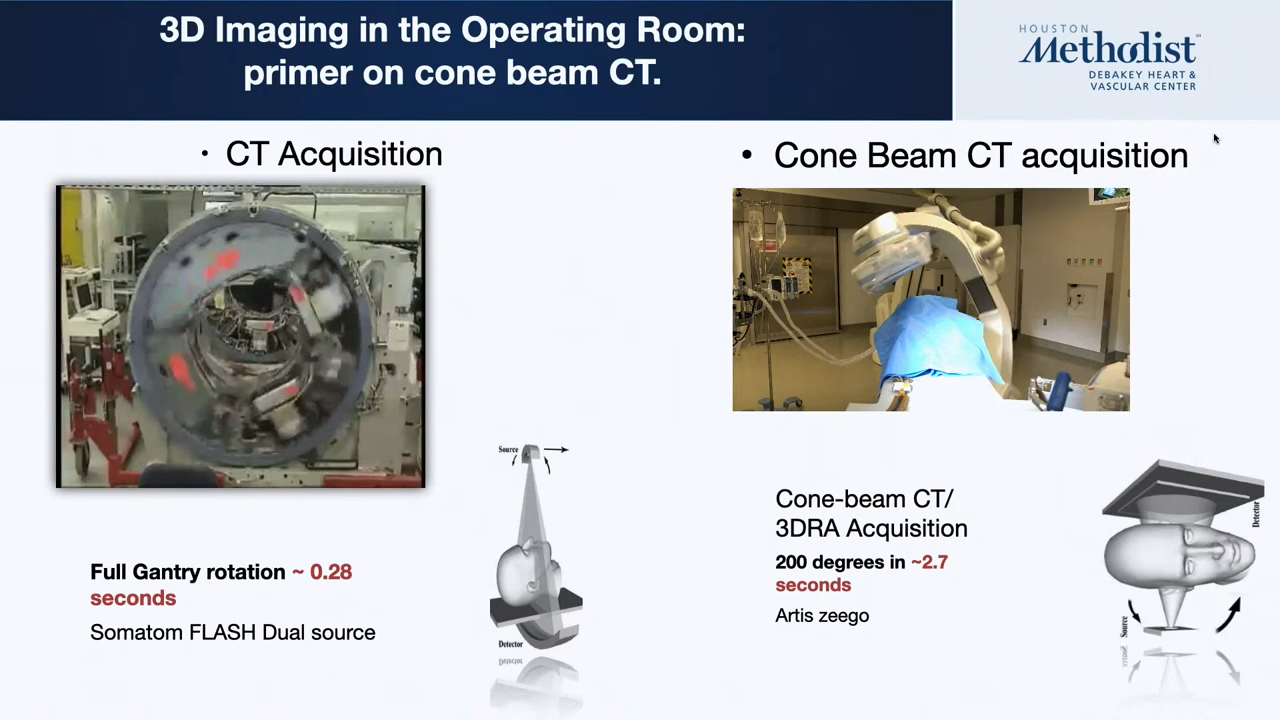 3D Imaging in the Operating Room:
primer on cone beam CT.
HOUSTON
Methodist
DEBAKEY HEART &
VASCULAR CENTER
• CT Acquisition
• Cone Beam CT acquisition
Source
Detector
Full Gantry rotation ~ 0.28
seconds
Somatom FLASH Dual source
Cone-beam CT/
3DRA Acquisition
200 degrees in ~2.7
seconds
Artis zeego
Detector
Source